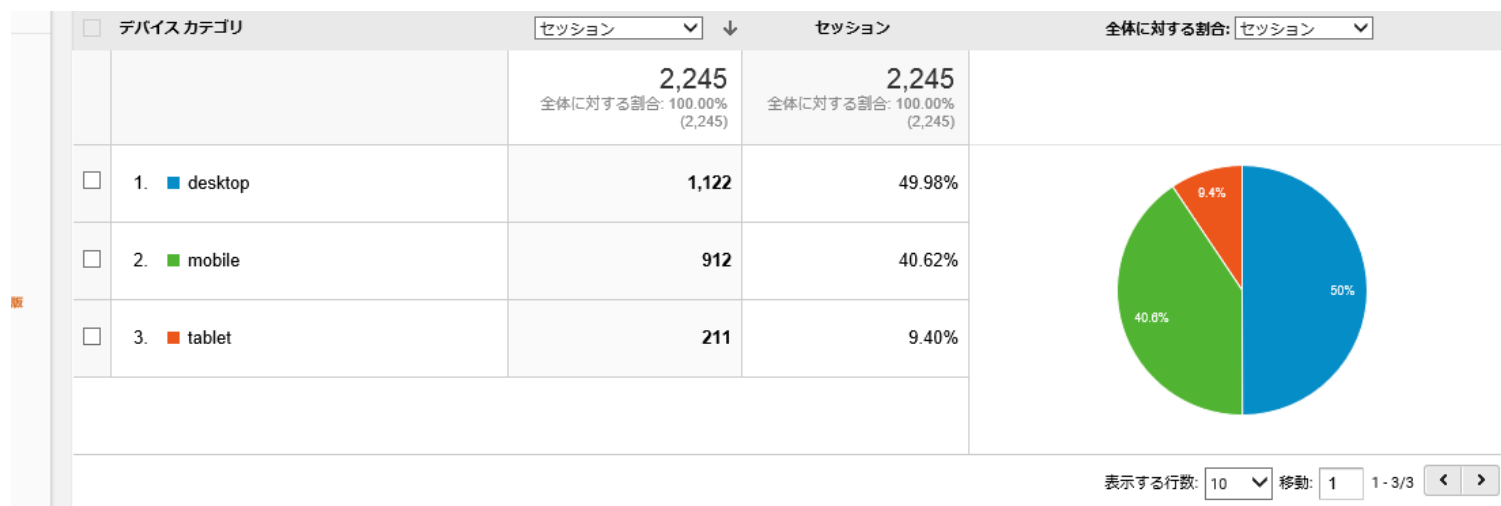 デバイス カテゴリ
セッション
セッション
全体に対する割合: セッション
2,245
全体に対する割合: 100.00%
(2,245)
2,245
全体に対する割合: 100.00%
(2,245)
1. desktop
1,122
49.98%
2. mobile
912
40.62%
3. tablet
211
9.40%
9.4%
50%
40.6%
版
表示する行数: 10 移動: 1 1 - 3/3